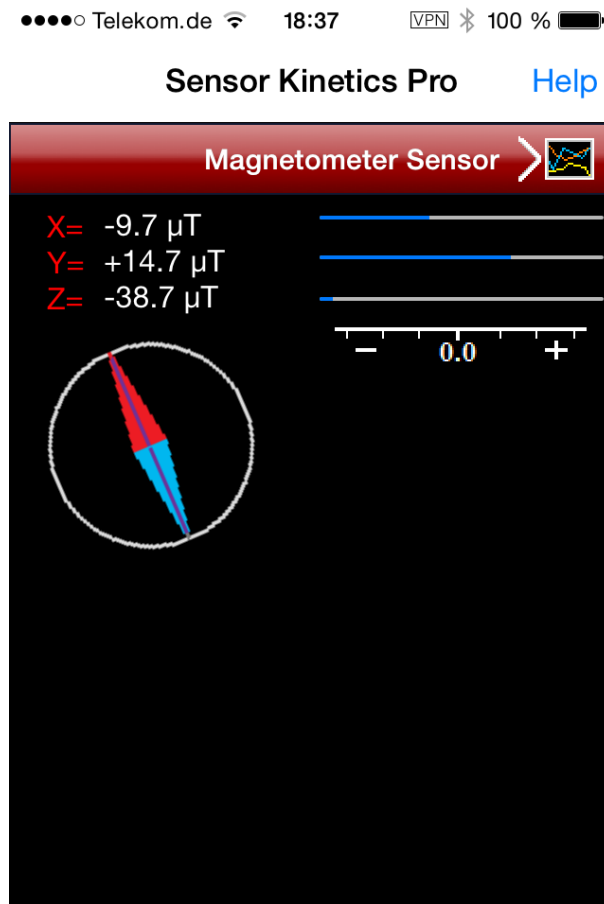 Telekom.de 18:37 VPN 100 %
Sensor Kinetics Pro Help
Magnetometer Sensor
X= -9.7 µT
Y= +14.7 µT
Z= -38.7 µT
− 0.0 +